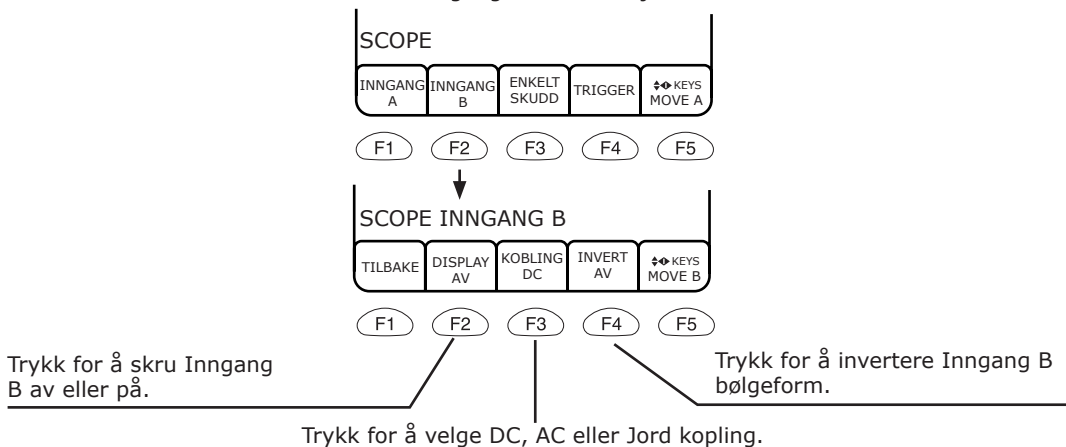 SCOPE
INNGANG A INNGANG B ENKELT SKUDD TRIGGER KEYS MOVE A
F1 F2 F3 F4 F5
SCOPE INNGANG B
TILBAKE DISPLAY AV KOBLING DC INVERT AV KEYS MOVE B
F1 F2 F3 F4 F5
Trykk for å skru Inngang
B av eller på.
Trykk for å invertere Inngang B
bølgeform.
Trykk for å velge DC, AC eller Jord kopling.